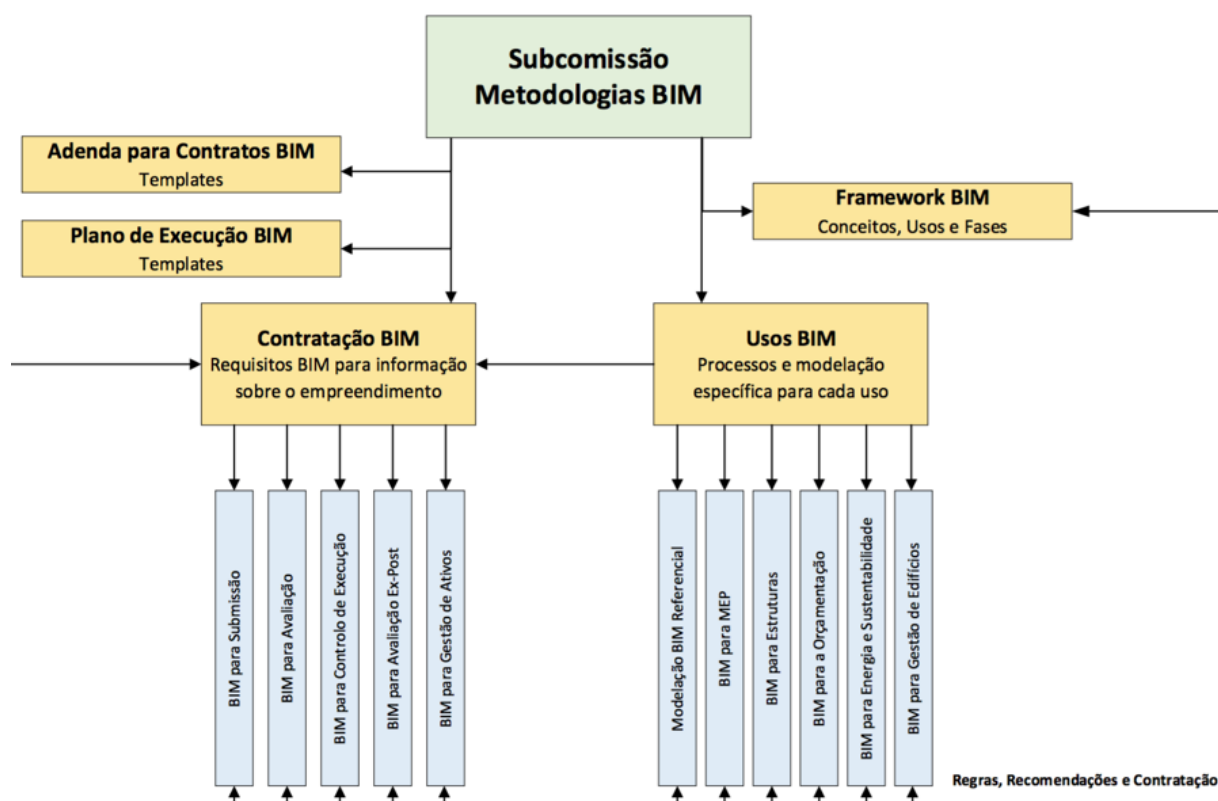 Subcomissão
Metodologias BIM
Adenda para Contratos BIM
Templates
Framework BIM
Conceitos, Usos e Fases
Plano de Execução BIM
Templates
Contratação BIM
Requisitos BIM para informação
sobre o empreendimento
Usos BIM
Processos e modelação
específica para cada uso
BIM para Submissão
BIM para Avaliação
BIM para Controlo de Execução
BIM para Avaliação Ex-Post
BIM para Gestão de Ativos
Modelação BIM Referencial
BIM para MEP
BIM para Estruturas
BIM para a Orçamentação
BIM para Energia e Sustentabilidade
BIM para Gestão de Edifícios
Regras, Recomendações e Contratação